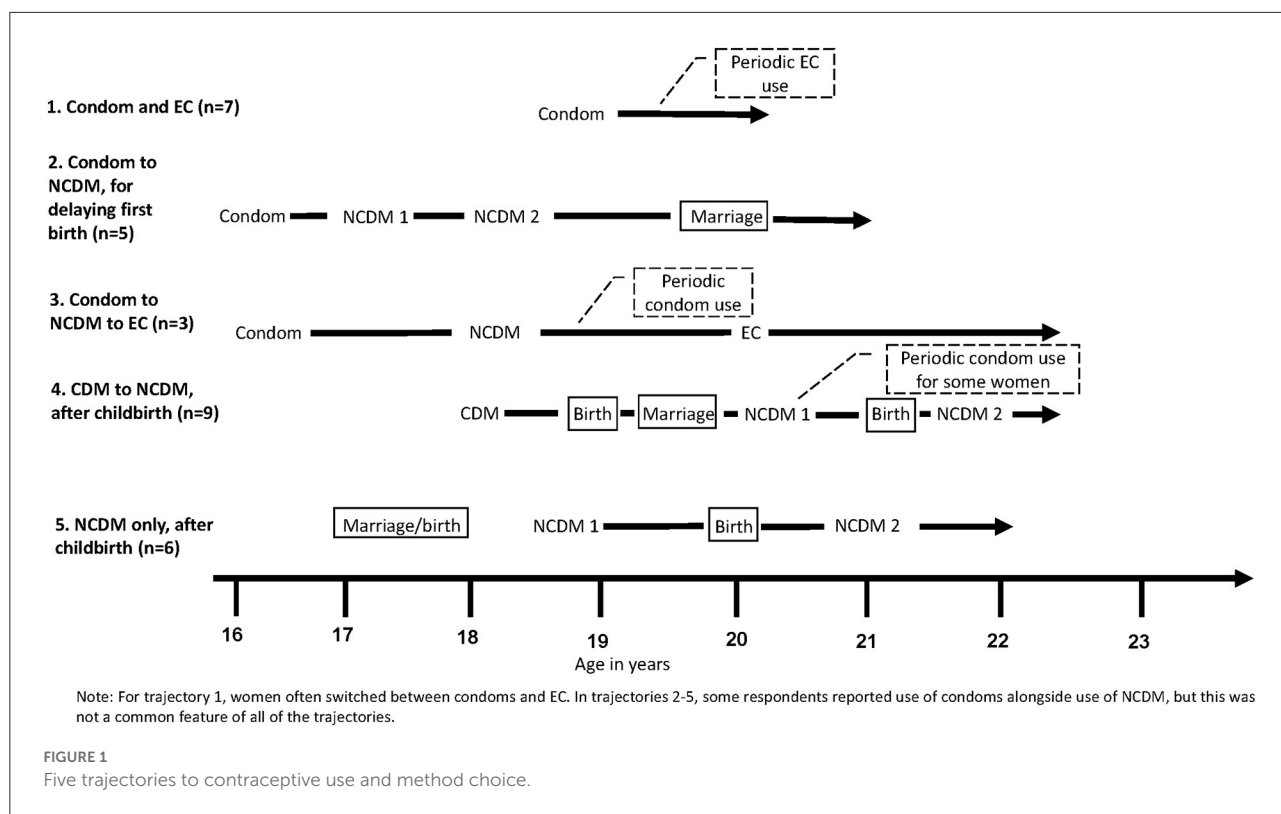 Periodic EC
use
1. Condom and EC (n=7)
Condom
2. Condom to
NCDM, for
delaying first
birth (n=5)
Condom NCDM 1 NCDM 2 Marriage
Periodic
condom use
3. Condom to
NCDM to EC (n=3)
Condom NCDM EC
Periodic condom use
for some women
4. CDM to NCDM,
after childbirth (n=9)
CDM Birth Marriage NCDM 1 Birth NCDM 2
5. NCDM only, after
childbirth (n=6)
Marriage/birth NCDM 1 Birth NCDM 2
16 17 18 19 20 21 22 23
Age in years
Note: For trajectory 1, women often switched between condoms and EC. In trajectories 2-5, some respondents reported use of condoms alongside use of NCDM, but this was
not a common feature of all of the trajectories.
FIGURE 1
Five trajectories to contraceptive use and method choice.